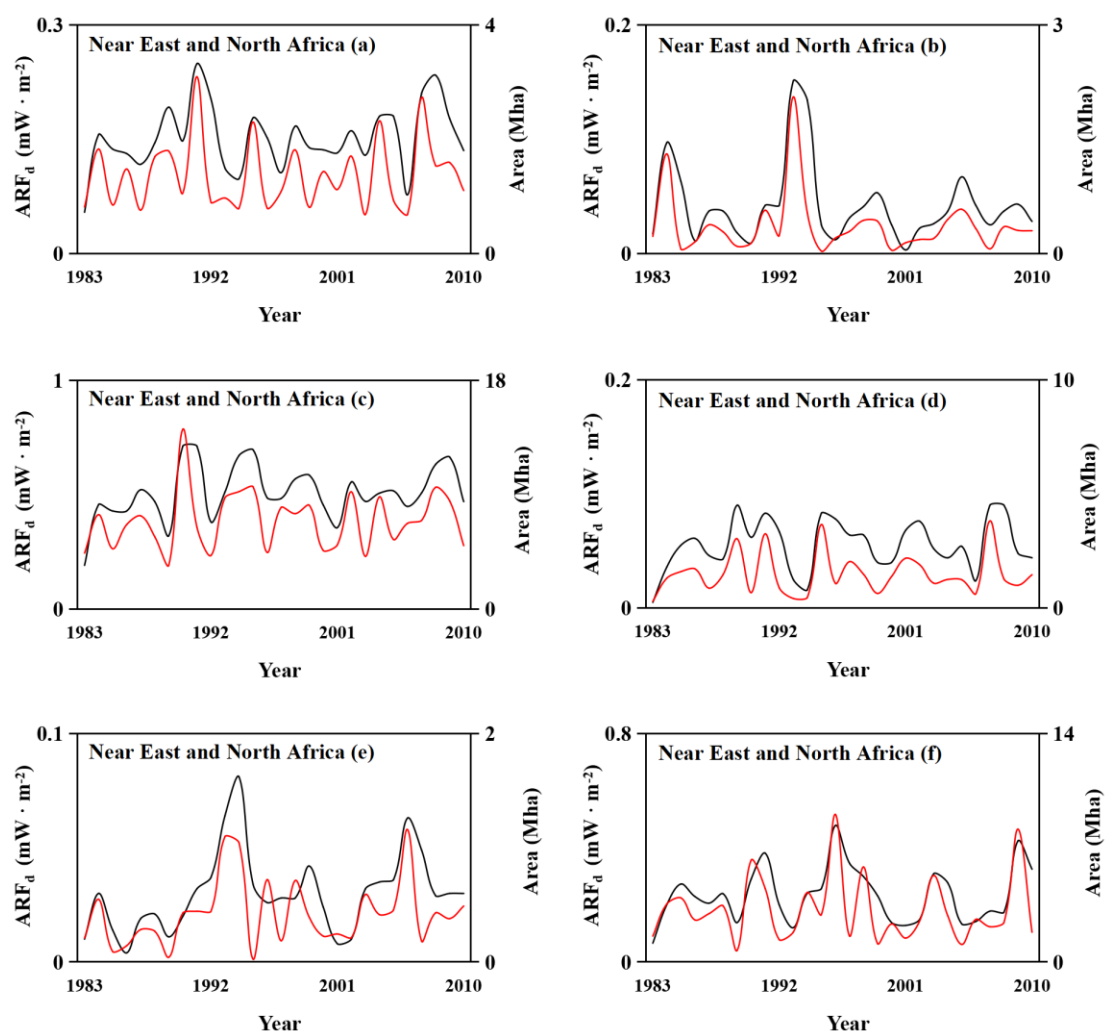 0.3
4
Near East and North Africa (a)
ARFd (mW · m-2)
Area (Mha)
0
0
1983
1992
2001
2010
Year
0.2
3
Near East and North Africa (b)
ARFd (mW · m-2)
Area (Mha)
0
0
1983
1992
2001
2010
Year
1
18
Near East and North Africa (c)
ARFd (mW · m-2)
Area (Mha)
0
0
1983
1992
2001
2010
Year
0.2
10
Near East and North Africa (d)
ARFd (mW · m-2)
Area (Mha)
0
0
1983
1992
2001
2010
Year
0.1
2
Near East and North Africa (e)
ARFd (mW · m-2)
Area (Mha)
0
0
1983
1992
2001
2010
Year
0.8
14
Near East and North Africa (f)
ARFd (mW · m-2)
Area (Mha)
0
0
1983
1992
2001
2010
Year